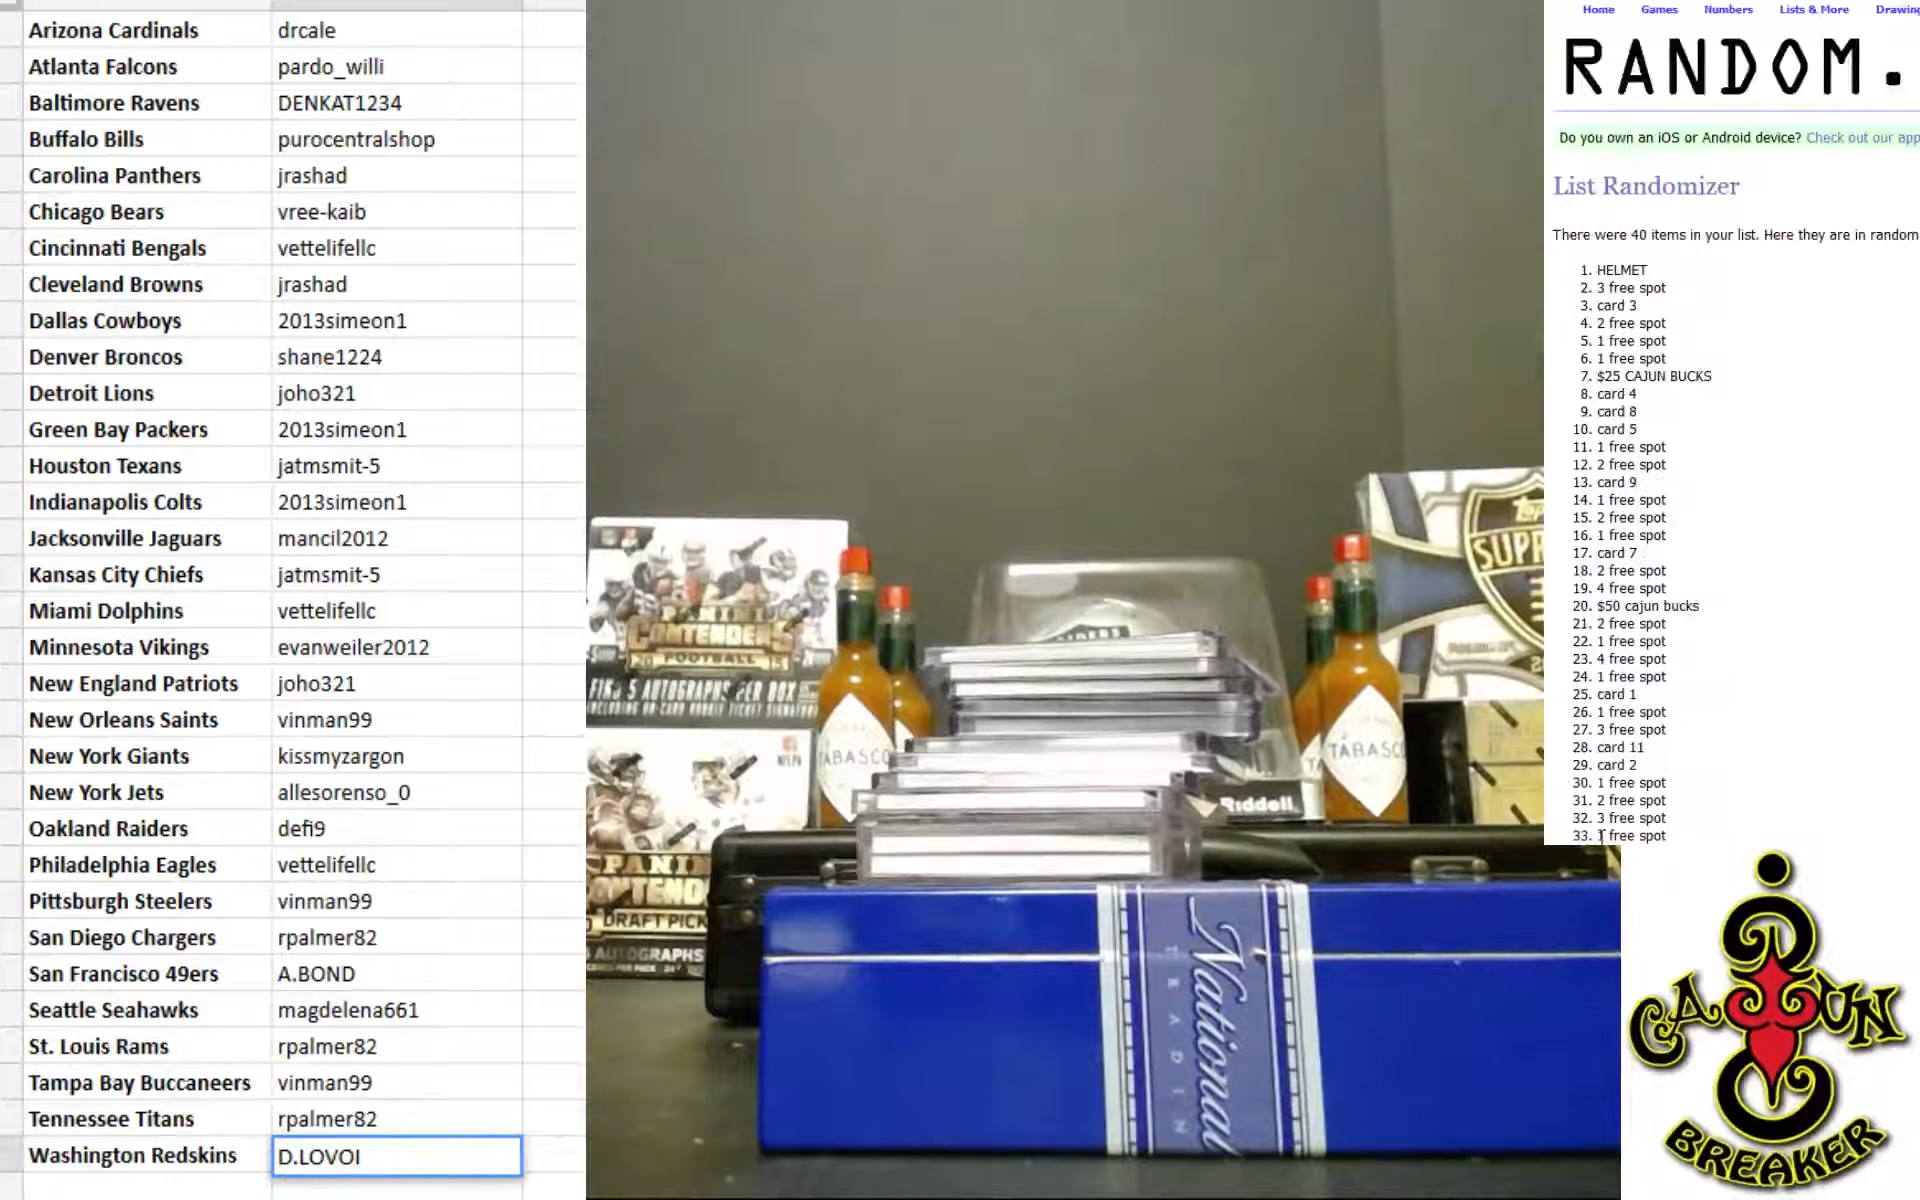 Arizona Cardinals drcale
Atlanta Falcons pardo_willi
Baltimore Ravens DENKAT1234
Buffalo Bills purocentralshop
Carolina Panthers jrashad
Chicago Bears vree-kaib
Cincinnati Bengals vettelifellc
Cleveland Browns jrashad
Dallas Cowboys 2013simeon1
Denver Broncos shane1224
Detroit Lions joho321
Green Bay Packers 2013simeon1
Houston Texans jatmsmit-5
Indianapolis Colts 2013simeon1
Jacksonville Jaguars mancil2012
Kansas City Chiefs jatmsmit-5
Miami Dolphins vettelifellc
Minnesota Vikings evanweiler2012
New England Patriots joho321
New Orleans Saints vinman99
New York Giants kissmyzargon
New York Jets allesorenso_0
Oakland Raiders defi9
Philadelphia Eagles vettelifellc
Pittsburgh Steelers vinman99
San Diego Chargers rpalmer82
San Francisco 49ers A.BOND
Seattle Seahawks magdelena661
St. Louis Rams rpalmer82
Tampa Bay Buccaneers vinman99
Tennessee Titans rpalmer82
Washington Redskins D.LOVOI
CONTENDERS
FOOTBALL
AUTOGRAPHS PER BOX
DRAFT PICK
AUTOGRAPHS
TABASCO
TABASCO
Riddell
National
TRADIN
Home Games Numbers Lists & More Drawing
RANDOM.
Do you own an iOS or Android device? Check out our app
List Randomizer
There were 40 items in your list. Here they are in random
1. HELMET
2. 3 free spot
3. card 3
4. 2 free spot
5. 1 free spot
6. 1 free spot
7. $25 CAJUN BUCKS
8. card 4
9. card 8
10. card 5
11. 1 free spot
12. 2 free spot
13. card 9
14. 1 free spot
15. 2 free spot
16. 1 free spot
17. card 7
18. 2 free spot
19. 4 free spot
20. $50 cajun bucks
21. 2 free spot
22. 1 free spot
23. 4 free spot
24. 1 free spot
25. card 1
26. 1 free spot
27. 3 free spot
28. card 11
29. card 2
30. 1 free spot
31. 2 free spot
32. 3 free spot
33. 1 free spot
CAJUN
BREAKER